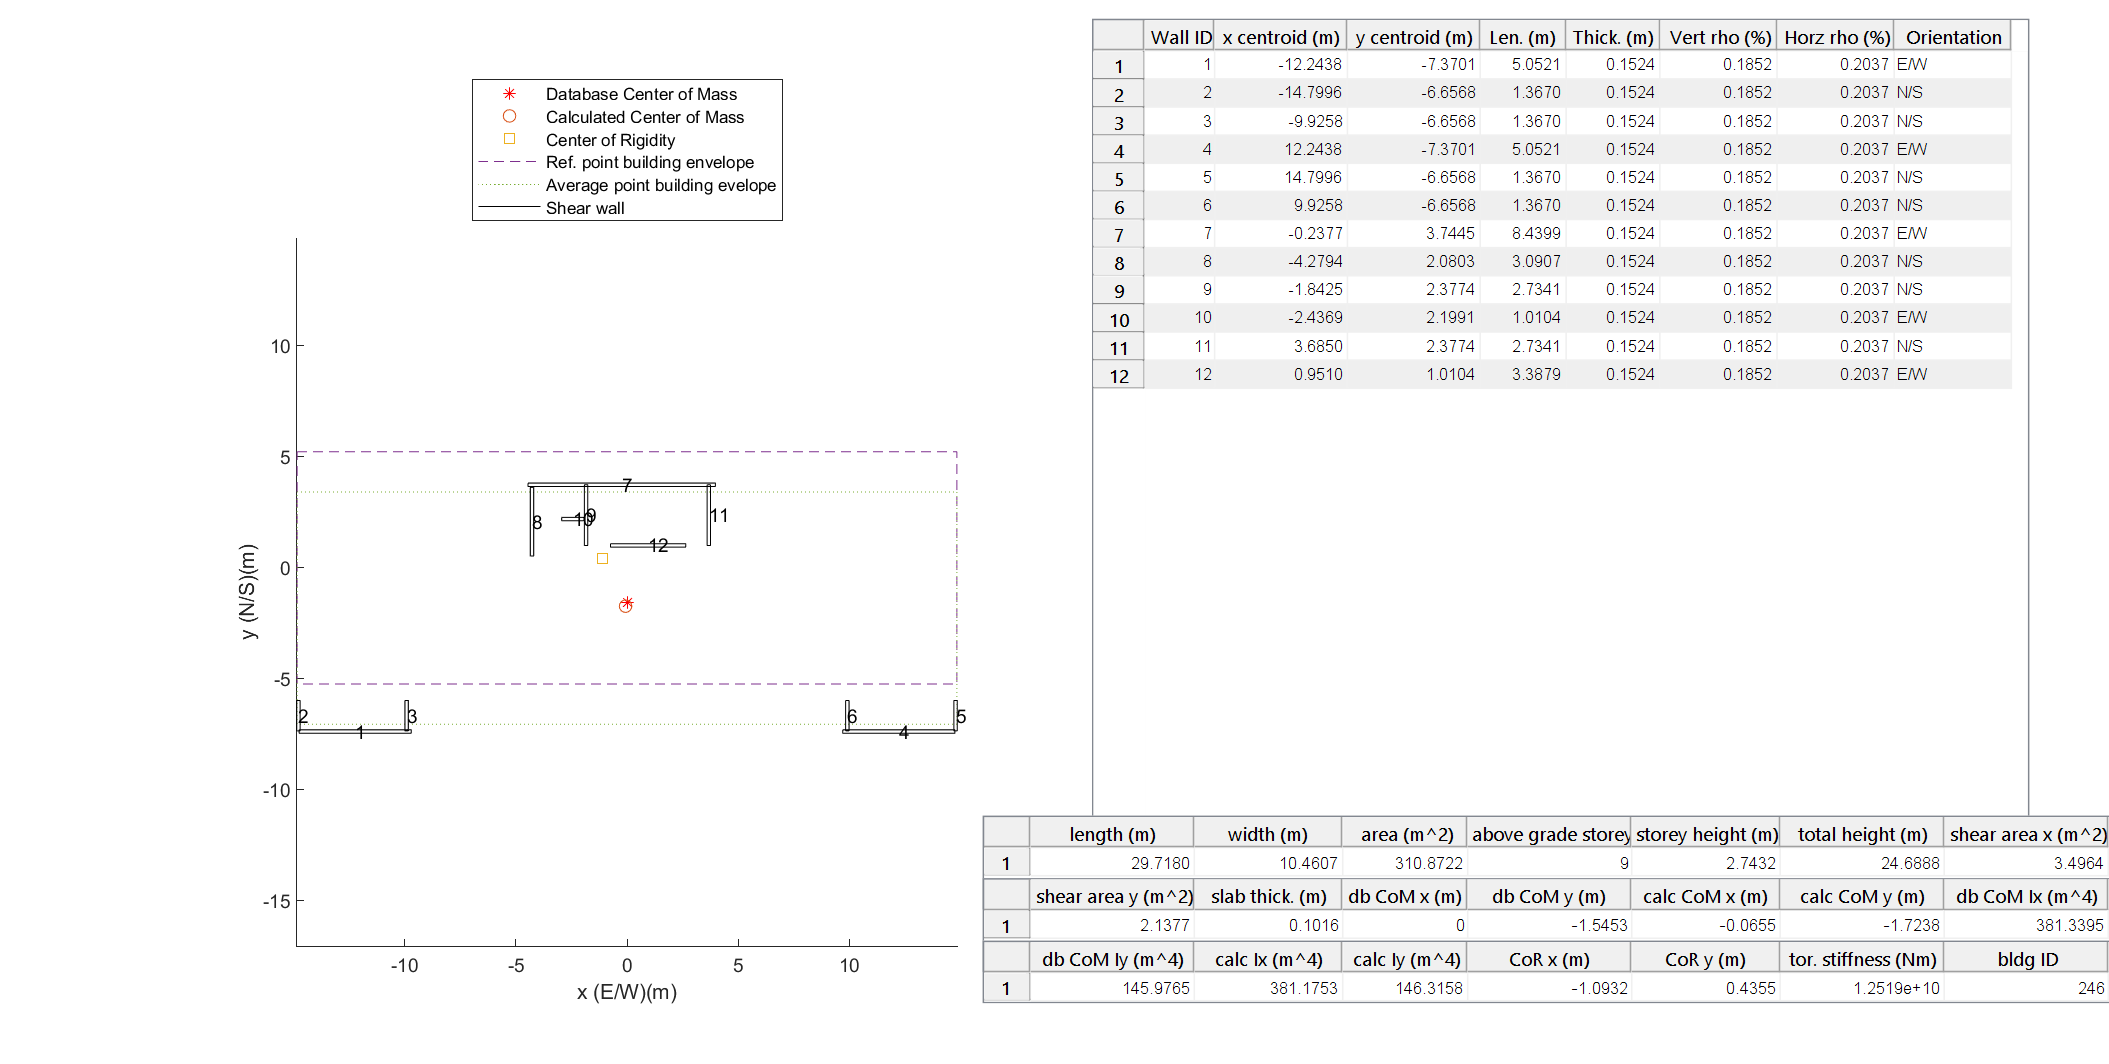 Database Center of Mass
Calculated Center of Mass
Center of Rigidity
Ref. point building envelope
Average point building evelope
Shear wall
10
5
0
-5
-10
-15
y (N/S)(m)
-10 -5 0 5 10
x (E/W)(m)
7
8
9
10
11
12
2
3
1
6
5
4
Wall ID x centroid (m) y centroid (m) Len. (m) Thick. (m) Vert rho (%) Horz rho (%) Orientation
1 1 -12.2438 -7.3701 5.0521 0.1524 0.1852 0.2037 E/W
2 2 -14.7996 -6.6568 1.3670 0.1524 0.1852 0.2037 N/S
3 3 -9.9258 -6.6568 1.3670 0.1524 0.1852 0.2037 N/S
4 4 12.2438 -7.3701 5.0521 0.1524 0.1852 0.2037 E/W
5 5 14.7996 -6.6568 1.3670 0.1524 0.1852 0.2037 N/S
6 6 9.9258 -6.6568 1.3670 0.1524 0.1852 0.2037 N/S
7 7 -0.2377 3.7445 8.4399 0.1524 0.1852 0.2037 E/W
8 8 -4.2794 2.0803 3.0907 0.1524 0.1852 0.2037 N/S
9 9 -1.8425 2.3774 2.7341 0.1524 0.1852 0.2037 N/S
10 10 -2.4369 2.1991 1.0104 0.1524 0.1852 0.2037 E/W
11 11 3.6850 2.3774 2.7341 0.1524 0.1852 0.2037 N/S
12 12 0.9510 1.0104 3.3879 0.1524 0.1852 0.2037 E/W
length (m) width (m) area (m^2) above grade storey storey height (m) total height (m) shear area x (m^2)
1 29.7180 10.4607 310.8722 9 2.7432 24.6888 3.4964
shear area y (m^2) slab thick. (m) db CoM x (m) db CoM y (m) calc CoM x (m) calc CoM y (m) db CoM Ix (m^4)
1 2.1377 0.1016 0 -1.5453 -0.0655 -1.7238 381.3395
db CoM Iy (m^4) calc Ix (m^4) calc Iy (m^4) CoR x (m) CoR y (m) tor. stiffness (Nm) bldg ID
1 145.9765 381.1753 146.3158 -1.0932 0.4355 1.2519e+10 246